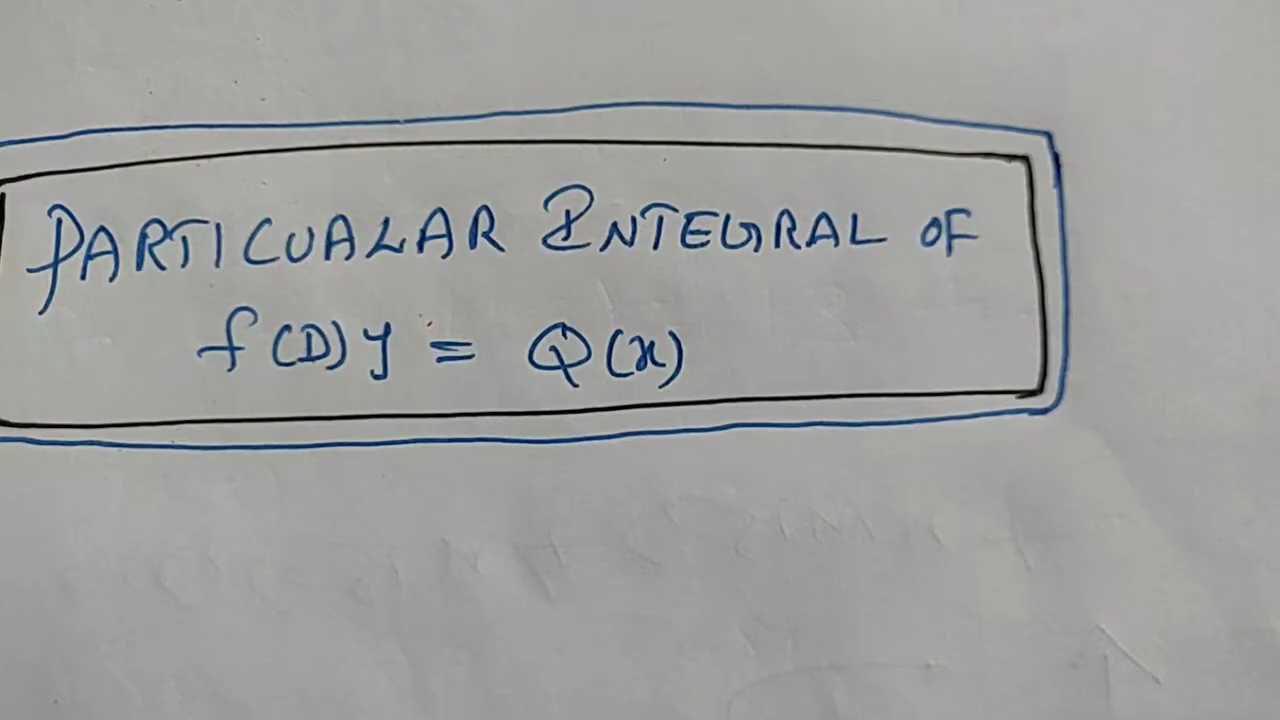 PARTICUALAR INTEGRAL OF
f(D)y = Q(x)